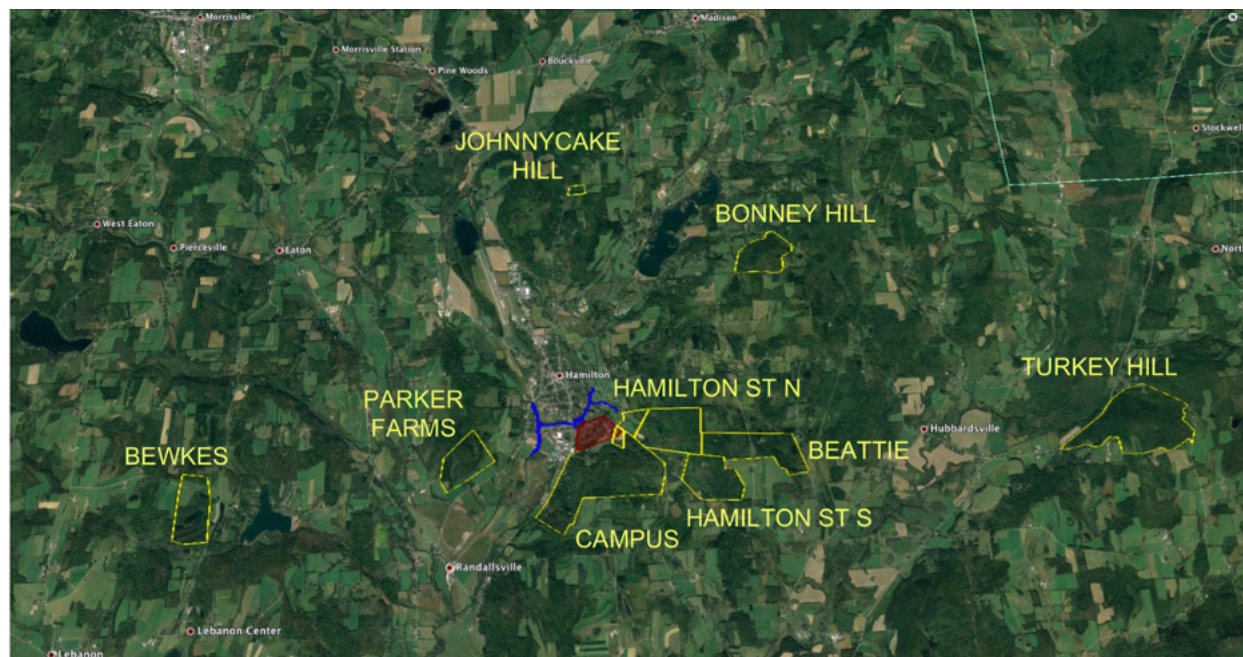 Morrisville
Madison
Morrisville Station
Bouckville
Pine Woods
Stockwell
JOHNNYCAKE
HILL
BONNEY HILL
West Eaton
Pierceville
Eaton
Nort
Hamilton
TURKEY HILL
HAMILTON ST N
PARKER
FARMS
Hubbardsville
BEATTIE
BEWKES
HAMILTON ST S
CAMPUS
Randallsville
Lebanon Center
Lebanon